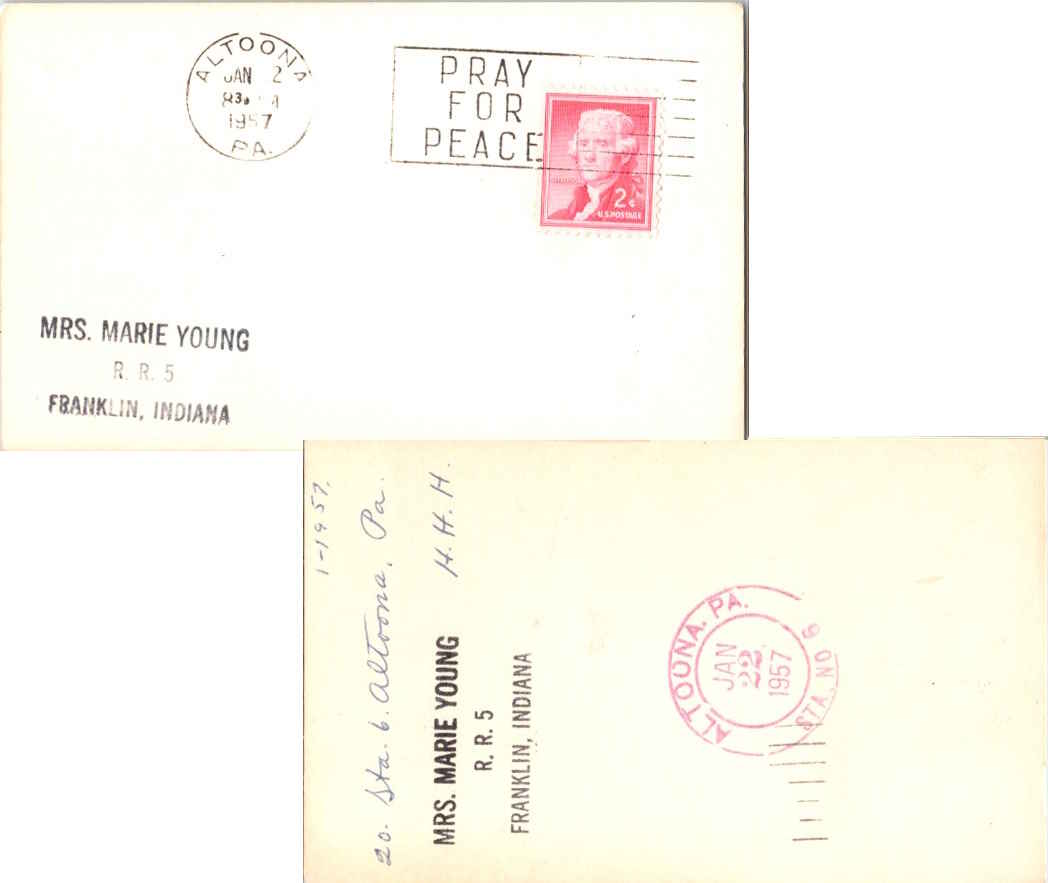 ALTOONA
JAN 2
1957
PA.
PRAY
FOR
PEACE
2¢
U.S. POSTAGE
MRS. MARIE YOUNG
R. R. 5
FRANKLIN, INDIANA
1-1957.
20. Sta. 6. Altoona, Pa.
H. H. H.
MRS. MARIE YOUNG
R. R. 5
FRANKLIN, INDIANA
ALTOONA, PA.
JAN
22
1957
STA. NO 6